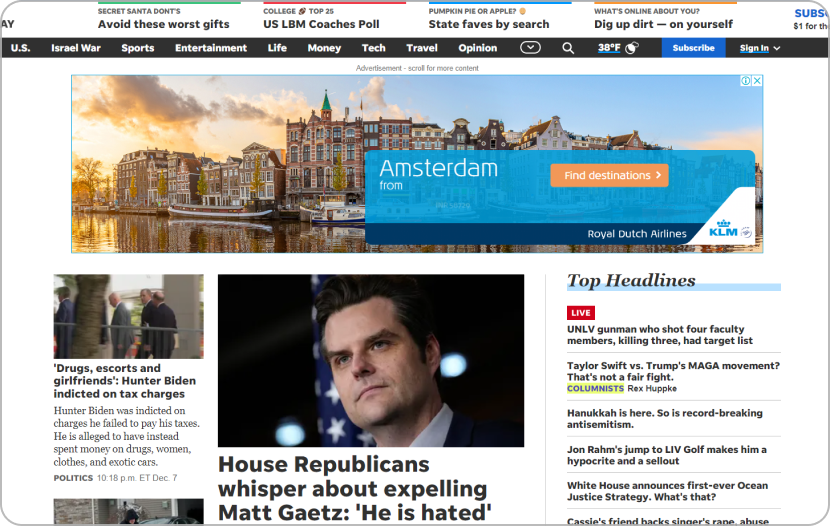 SECRET SANTA DON'TS
Avoid these worst gifts
COLLEGE 🏈 TOP 25
US LBM Coaches Poll
PUMPKIN PIE OR APPLE?
State faves by search
WHAT'S ONLINE ABOUT YOU?
Dig up dirt — on yourself
SUBS
$1 for th
AY
U.S.
Israel War
Sports
Entertainment
Life
Money
Tech
Travel
Opinion
38°F
Subscribe
Sign In
Advertisement - scroll for more content
Amsterdam
from
Find destinations
Royal Dutch Airlines
KLM
'Drugs, escorts and
girlfriends': Hunter Biden
indicted on tax charges
Hunter Biden was indicted on
charges he failed to pay his taxes.
He is alleged to have instead
spent money on drugs, women,
clothes, and exotic cars.
POLITICS 10:18 p.m. ET Dec. 7
House Republicans
whisper about expelling
Matt Gaetz: 'He is hated'
Top Headlines
LIVE
UNLV gunman who shot four faculty
members, killing three, had target list
Taylor Swift vs. Trump's MAGA movement?
That's not a fair fight.
COLUMNISTS Rex Huppke
Hanukkah is here. So is record-breaking
antisemitism.
Jon Rahm's jump to LIV Golf makes him a
hypocrite and a sellout
White House announces first-ever Ocean
Justice Strategy. What's that?
Cassie's friend backs singer's rape, abuse